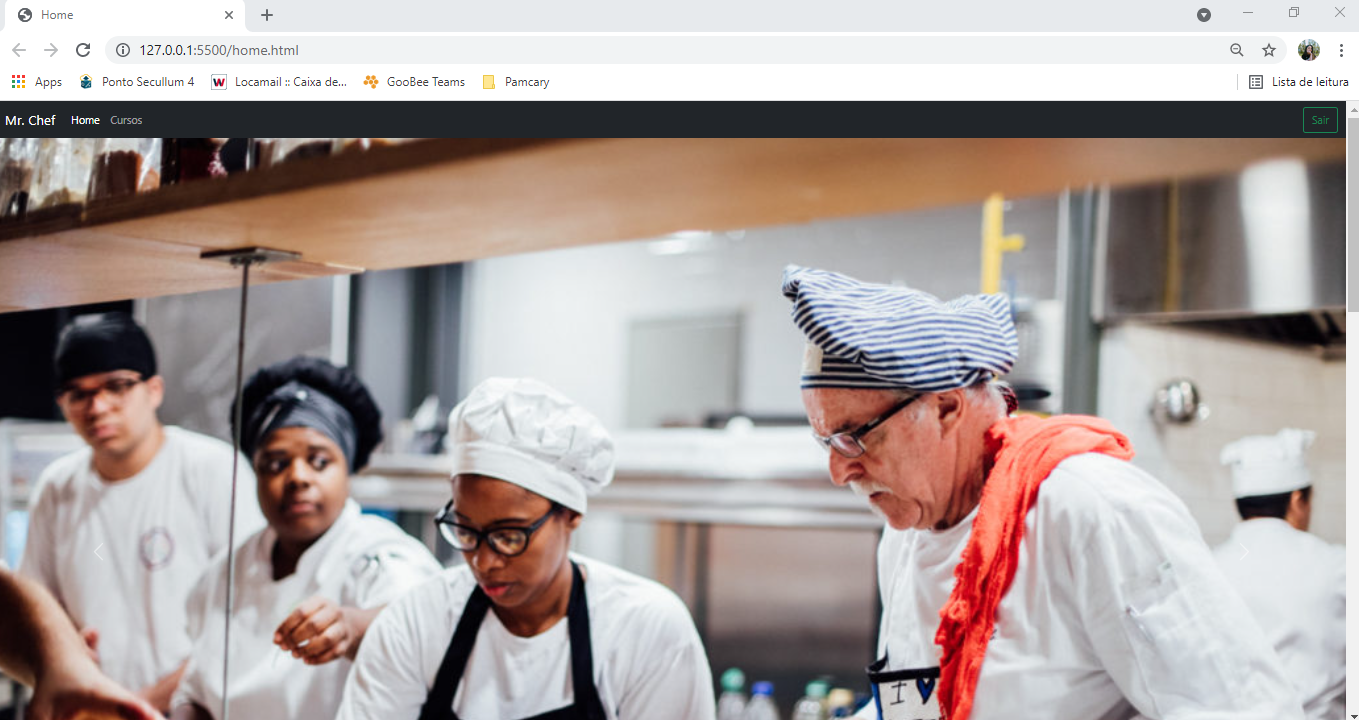 Home
127.0.0.1:5500/home.html
Apps Ponto Secullum 4 Locamail :: Caixa de... GooBee Teams Pamcary Lista de leitura
Mr. Chef Home Cursos Sair
I